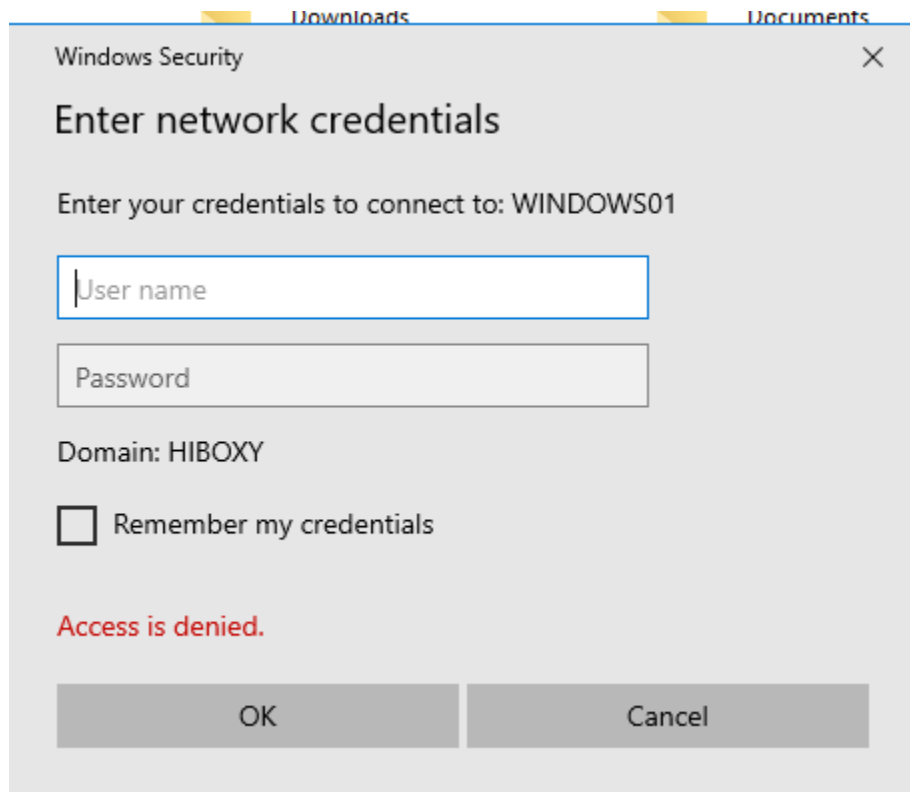 Downloads
Documents
Windows Security
Enter network credentials
Enter your credentials to connect to: WINDOWS01
User name
Password
Domain: HIBOXY
Remember my credentials
Access is denied.
OK
Cancel